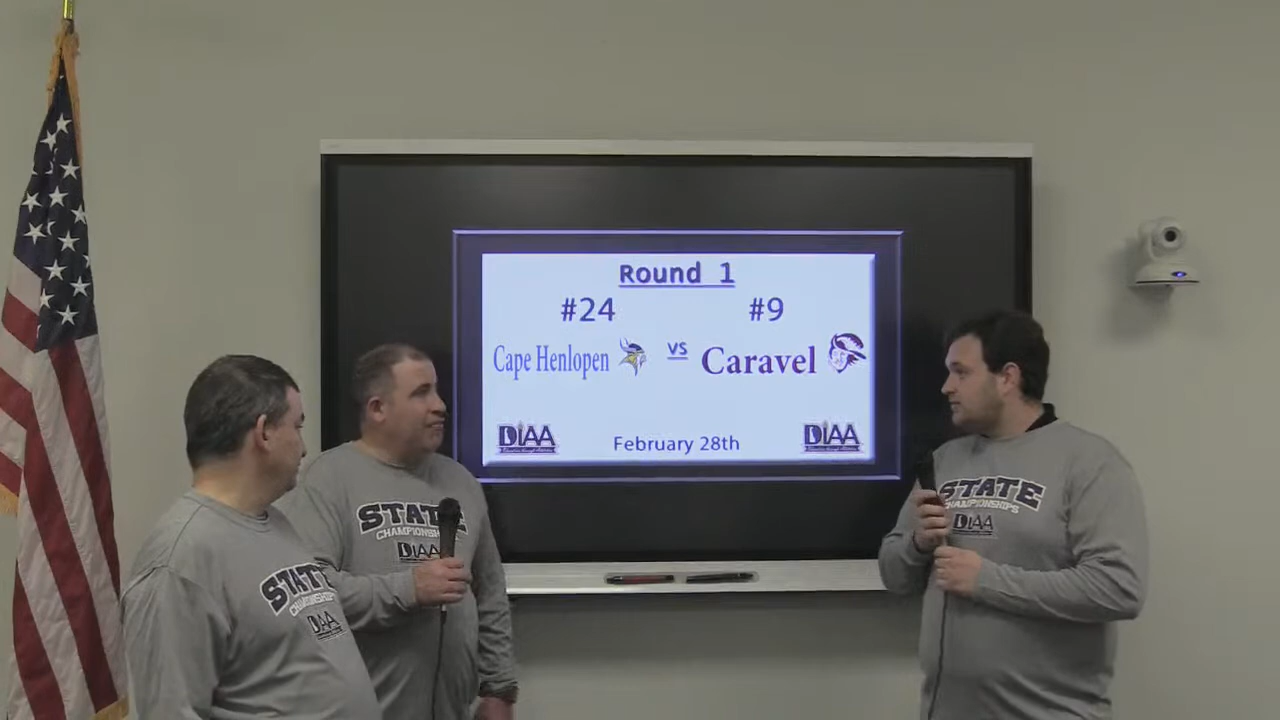 Round 1
#24
#9
Cape Henlopen
vs
Caravel
DIAA
DIAA
February 28th
STATE
CHAMPIONSHIPS
DIAA
STATE
CHAMPIONSHIPS
DIAA
STATE
CHAMPIONSHIPS
DIAA